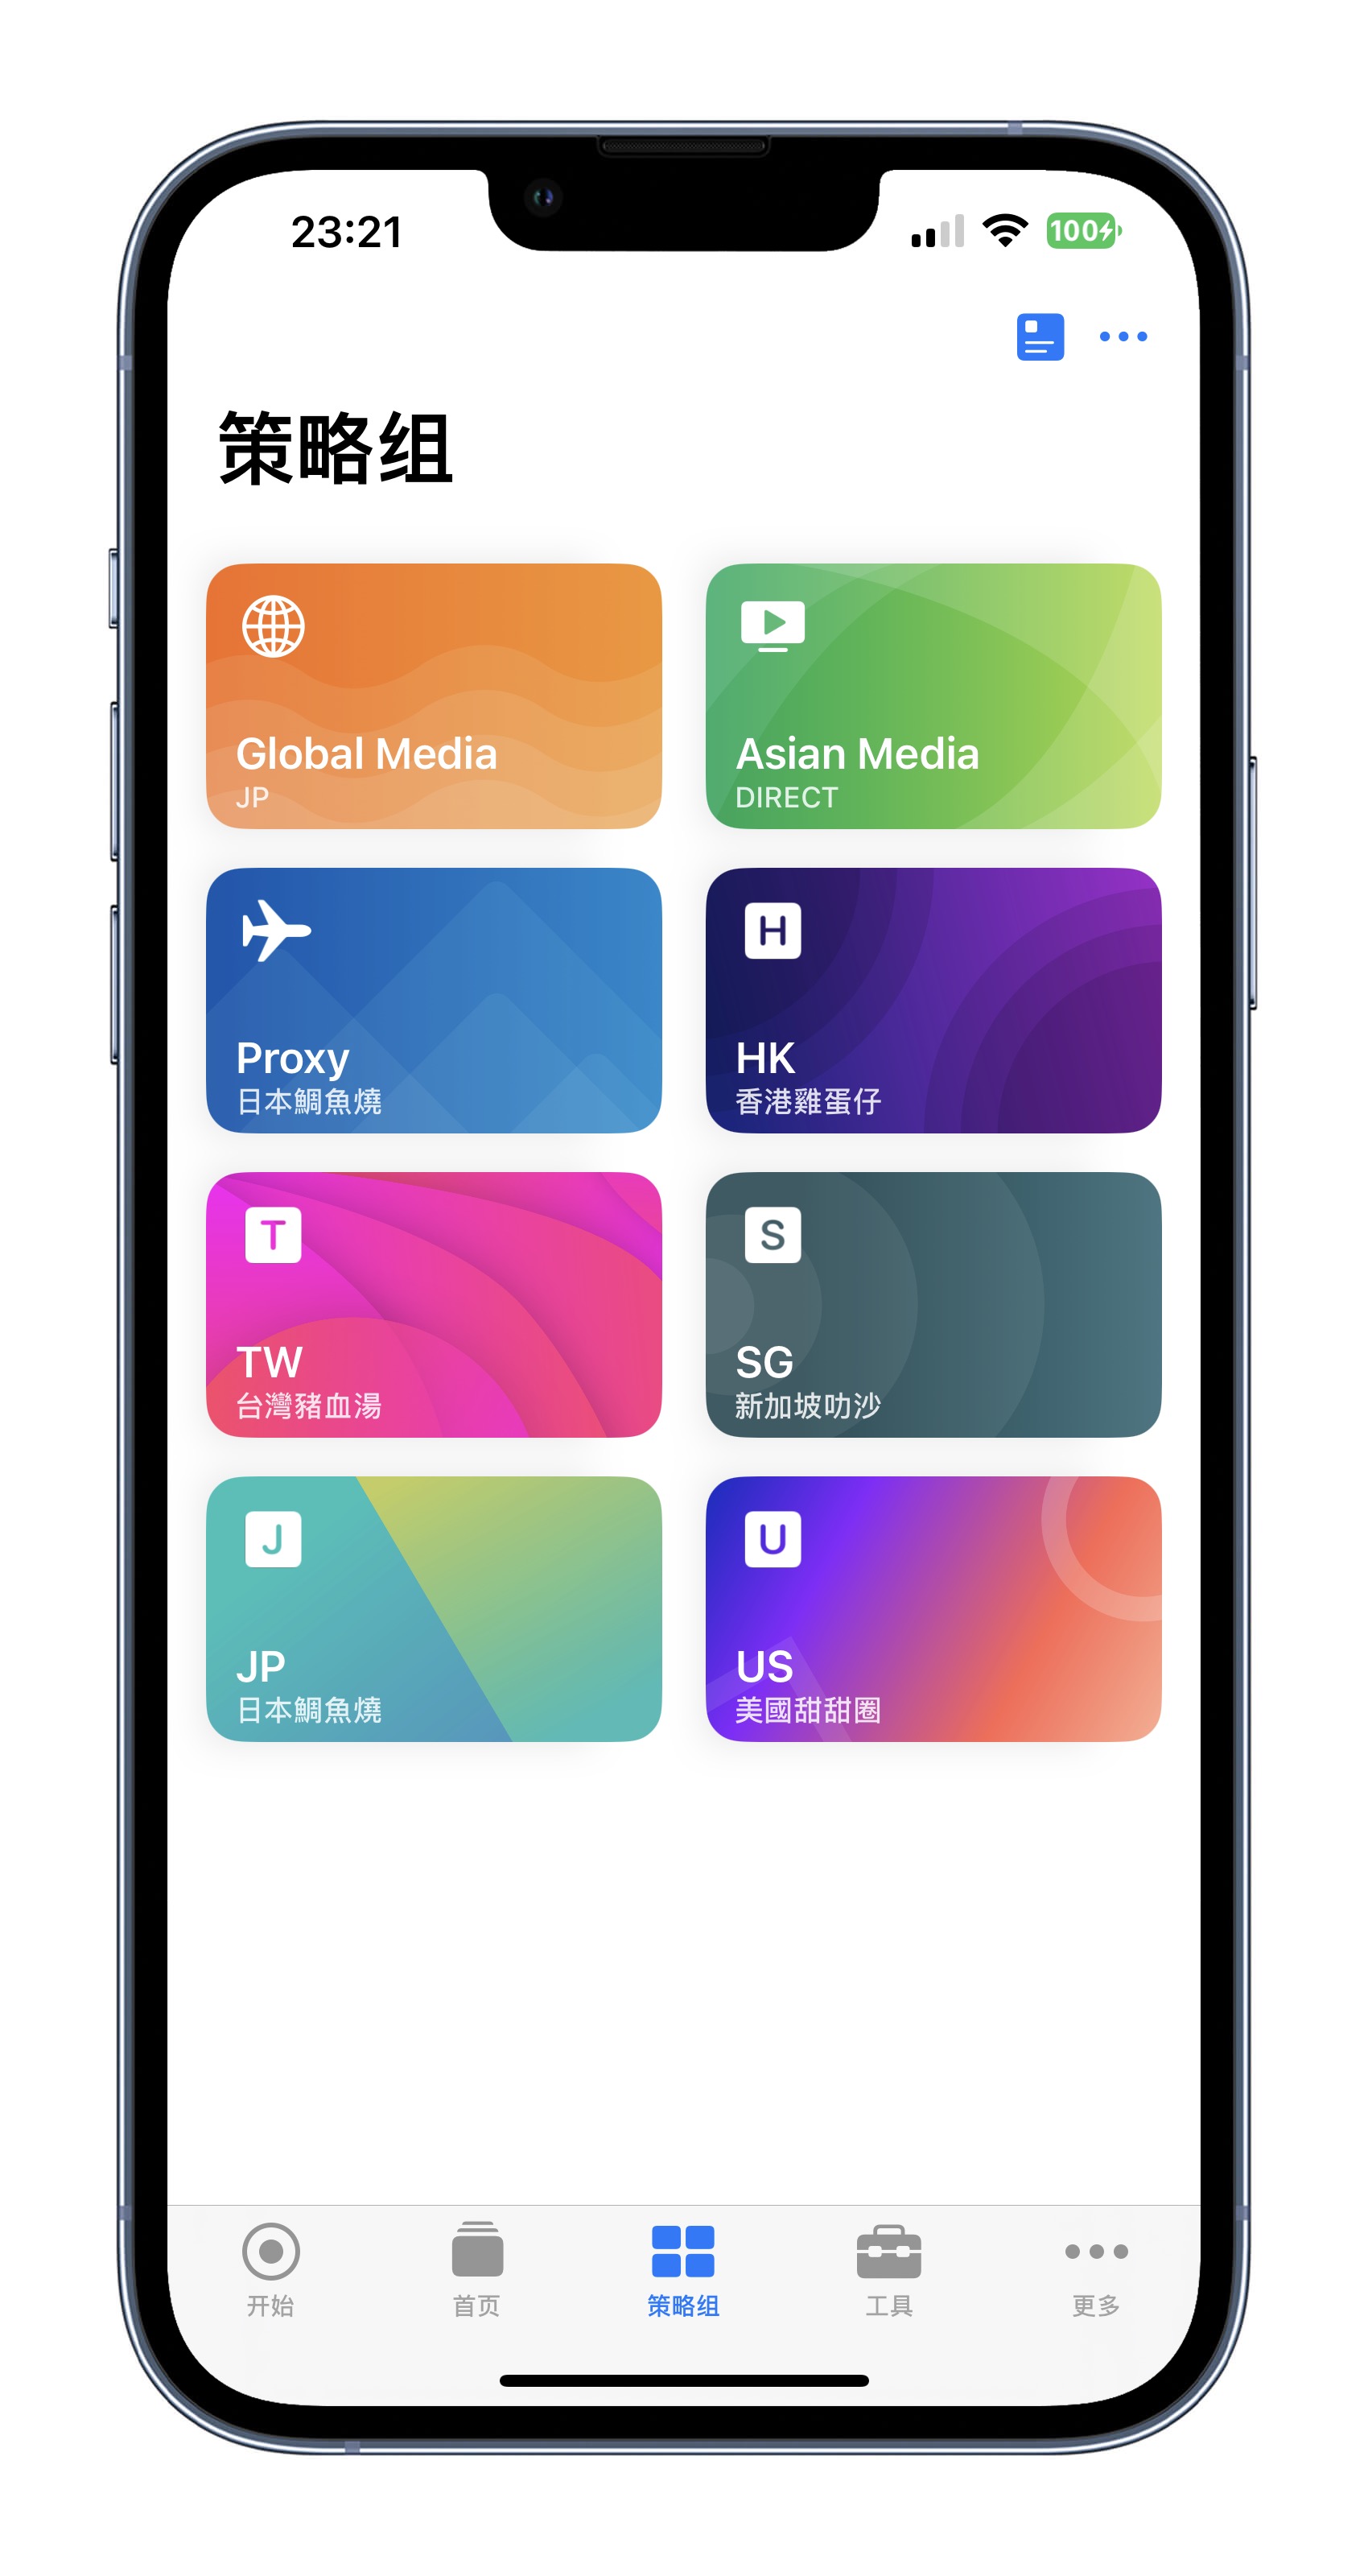 23:21
100
策略组
Global Media
JP
Asian Media
DIRECT
Proxy
日本鯛魚燒
H
HK
香港雞蛋仔
T
TW
台灣豬血湯
S
SG
新加坡叻沙
J
JP
日本鯛魚燒
U
US
美國甜甜圈
开始
首页
策略组
工具
更多